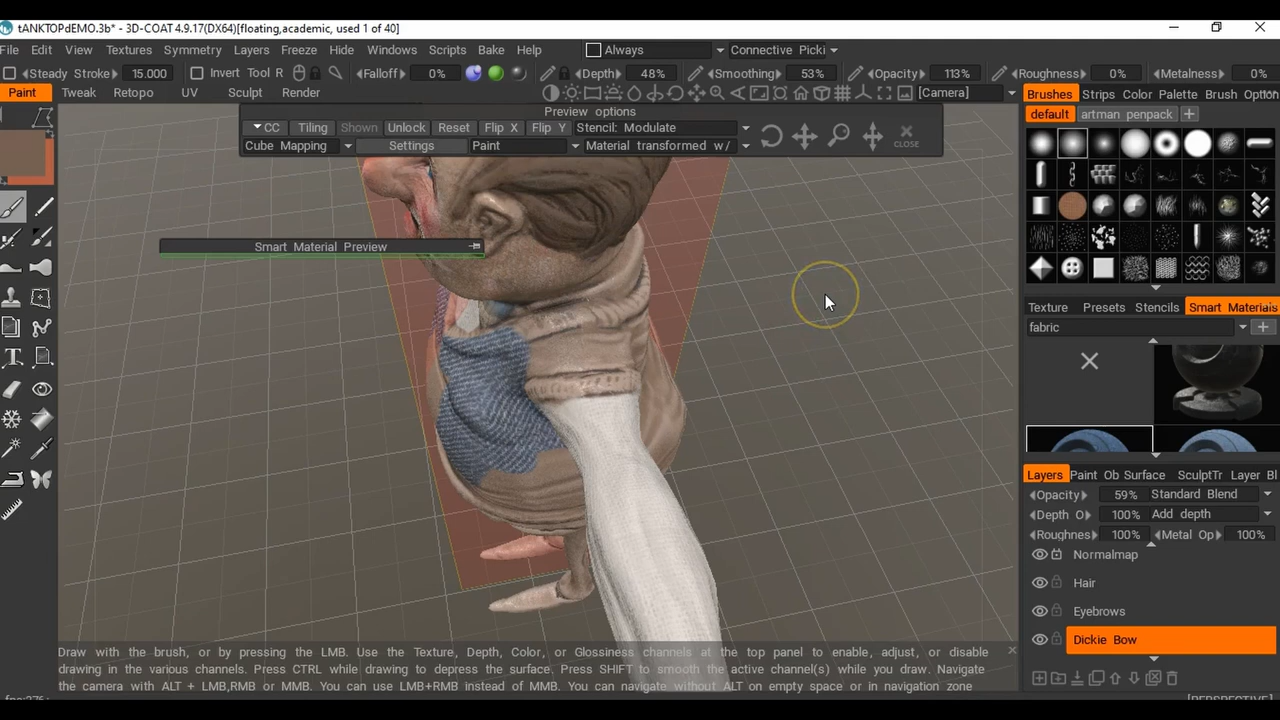 tANKTOPdEMO.3b* - 3D-COAT 4.9.17(DX64)[floating,academic, used 1 of 40]
File Edit View Textures Symmetry Layers Freeze Hide Windows Scripts Bake Help Always Connective Picki
Steady Stroke 15.000 Invert Tool R Falloff 0% Depth 48% Smoothing 53% Opacity 113% Roughness 0% Metalness 0%
Paint Tweak Retopo UV Sculpt Render [Camera] Brushes Strips Color Palette Brush Option
Preview options
default artman penpack
CC Tiling Shown Unlock Reset Flip X Flip Y Stencil: Modulate
Cube Mapping Settings Paint Material transformed w/ CLOSE
Smart Material Preview
Texture Presets Stencils Smart Materials
fabric
Layers Paint Ob Surface SculptTr Layer Bl
Opacity 59% Standard Blend
Depth O 100% Add depth
Roughnes 100% Metal Op 100%
Normalmap
Hair
Eyebrows
Dickie Bow
Draw with the brush, or by pressing the LMB. Use the Texture, Depth, Color, or Glossiness channels at the top panel to enable, adjust, or disable
drawing in the various channels. Press CTRL while drawing to depress the surface. Press SHIFT to smooth the active channel(s) while you draw. Navigate
the camera with ALT + LMB,RMB or MMB. You can use LMB+RMB instead of MMB. You can navigate without ALT on empty space or in navigation zone